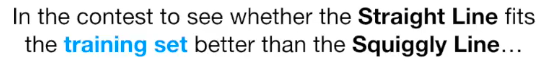 In the contest to see whether the Straight Line fits
the training set better than the Squiggly Line…